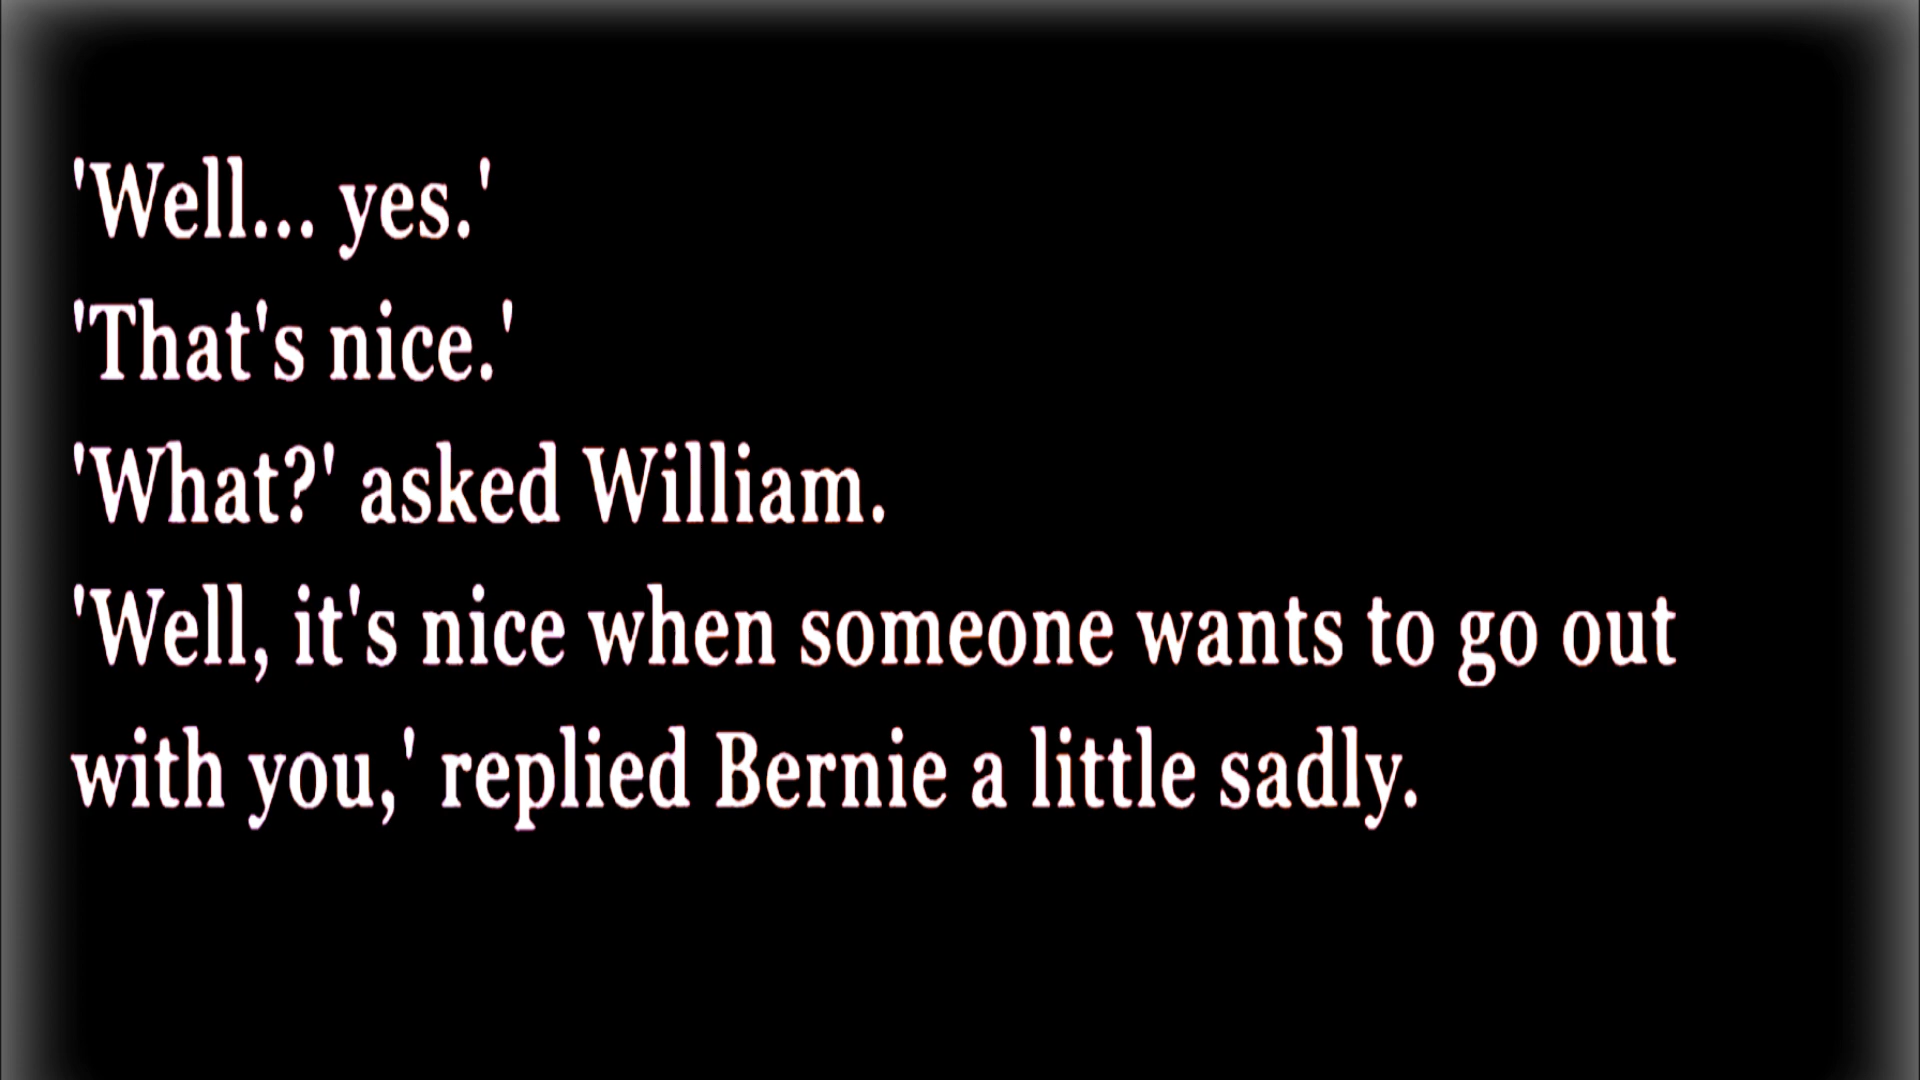 'Well... yes.'
'That's nice.'
'What?' asked William.
'Well, it's nice when someone wants to go out
with you,' replied Bernie a little sadly.